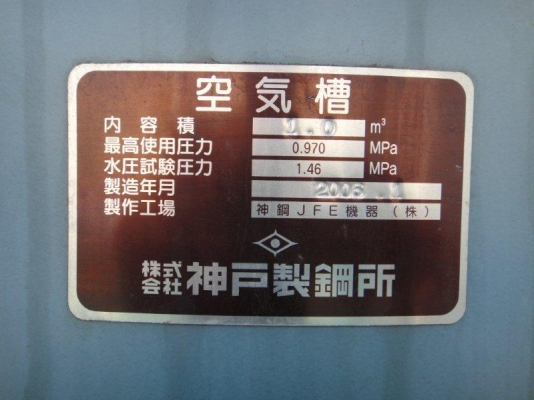 空気槽
内容積 1.0 m³
最高使用圧力 0.970 MPa
水圧試験圧力 1.46 MPa
製造年月 2006.1
製作工場 神鋼JFE機器(株)
株式会社 神戸製鋼所